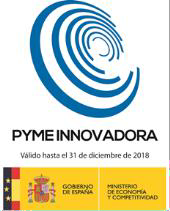 PYME INNOVADORA
Válido hasta el 31 de diciembre de 2018
GOBIERNO
DE ESPAÑA
MINISTERIO
DE ECONOMÍA
Y COMPETITIVIDAD